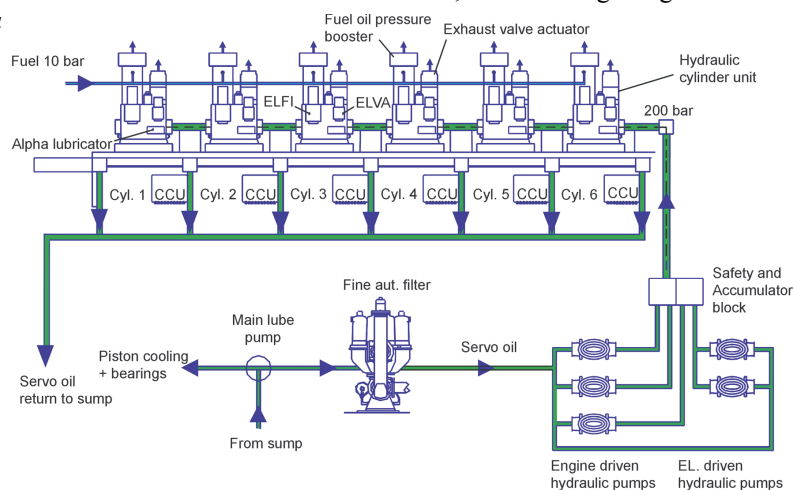 Fuel oil pressure
booster
Exhaust valve actuator
Fuel 10 bar
Hydraulic
cylinder unit
ELFI
ELVA
200 bar
Alpha lubricator
Cyl. 1 CCU Cyl. 2 CCU Cyl. 3 CCU Cyl. 4 CCU Cyl. 5 CCU Cyl. 6 CCU
Safety and
Accumulator
block
Fine aut. filter
Main lube
pump
Servo oil
Piston cooling
+ bearings
Servo oil
return to sump
From sump
Engine driven
hydraulic pumps
EL. driven
hydraulic pumps